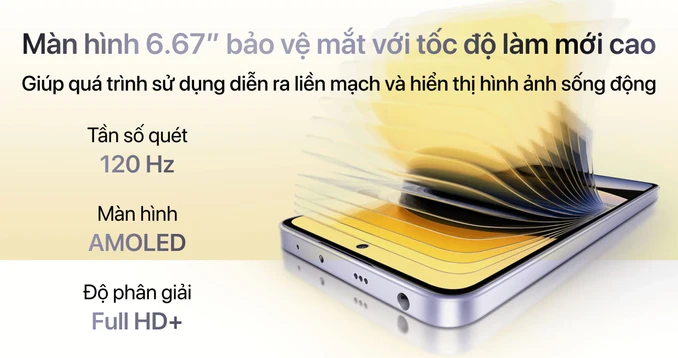 Màn hình 6.67″ bảo vệ mắt với tốc độ làm mới cao
Giúp quá trình sử dụng diễn ra liền mạch và hiển thị hình ảnh sống động
Tần số quét
120 Hz
Màn hình
AMOLED
Độ phân giải
Full HD+